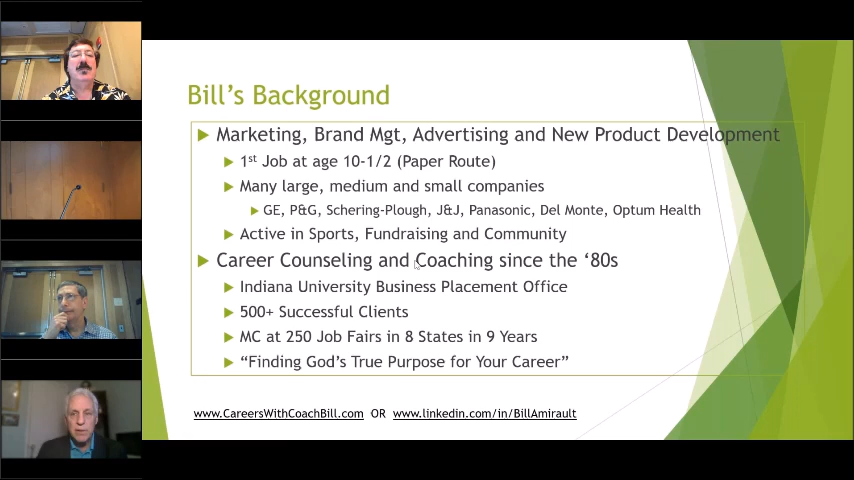 Bill's Background
Marketing, Brand Mgt, Advertising and New Product Development
1st Job at age 10-1/2 (Paper Route)
Many large, medium and small companies
GE, P&G, Schering-Plough, J&J, Panasonic, Del Monte, Optum Health
Active in Sports, Fundraising and Community
Career Counseling and Coaching since the ‘80s
Indiana University Business Placement Office
500+ Successful Clients
MC at 250 Job Fairs in 8 States in 9 Years
“Finding God’s True Purpose for Your Career”
www.CareersWithCoachBill.com OR www.linkedin.com/in/BillAmirault